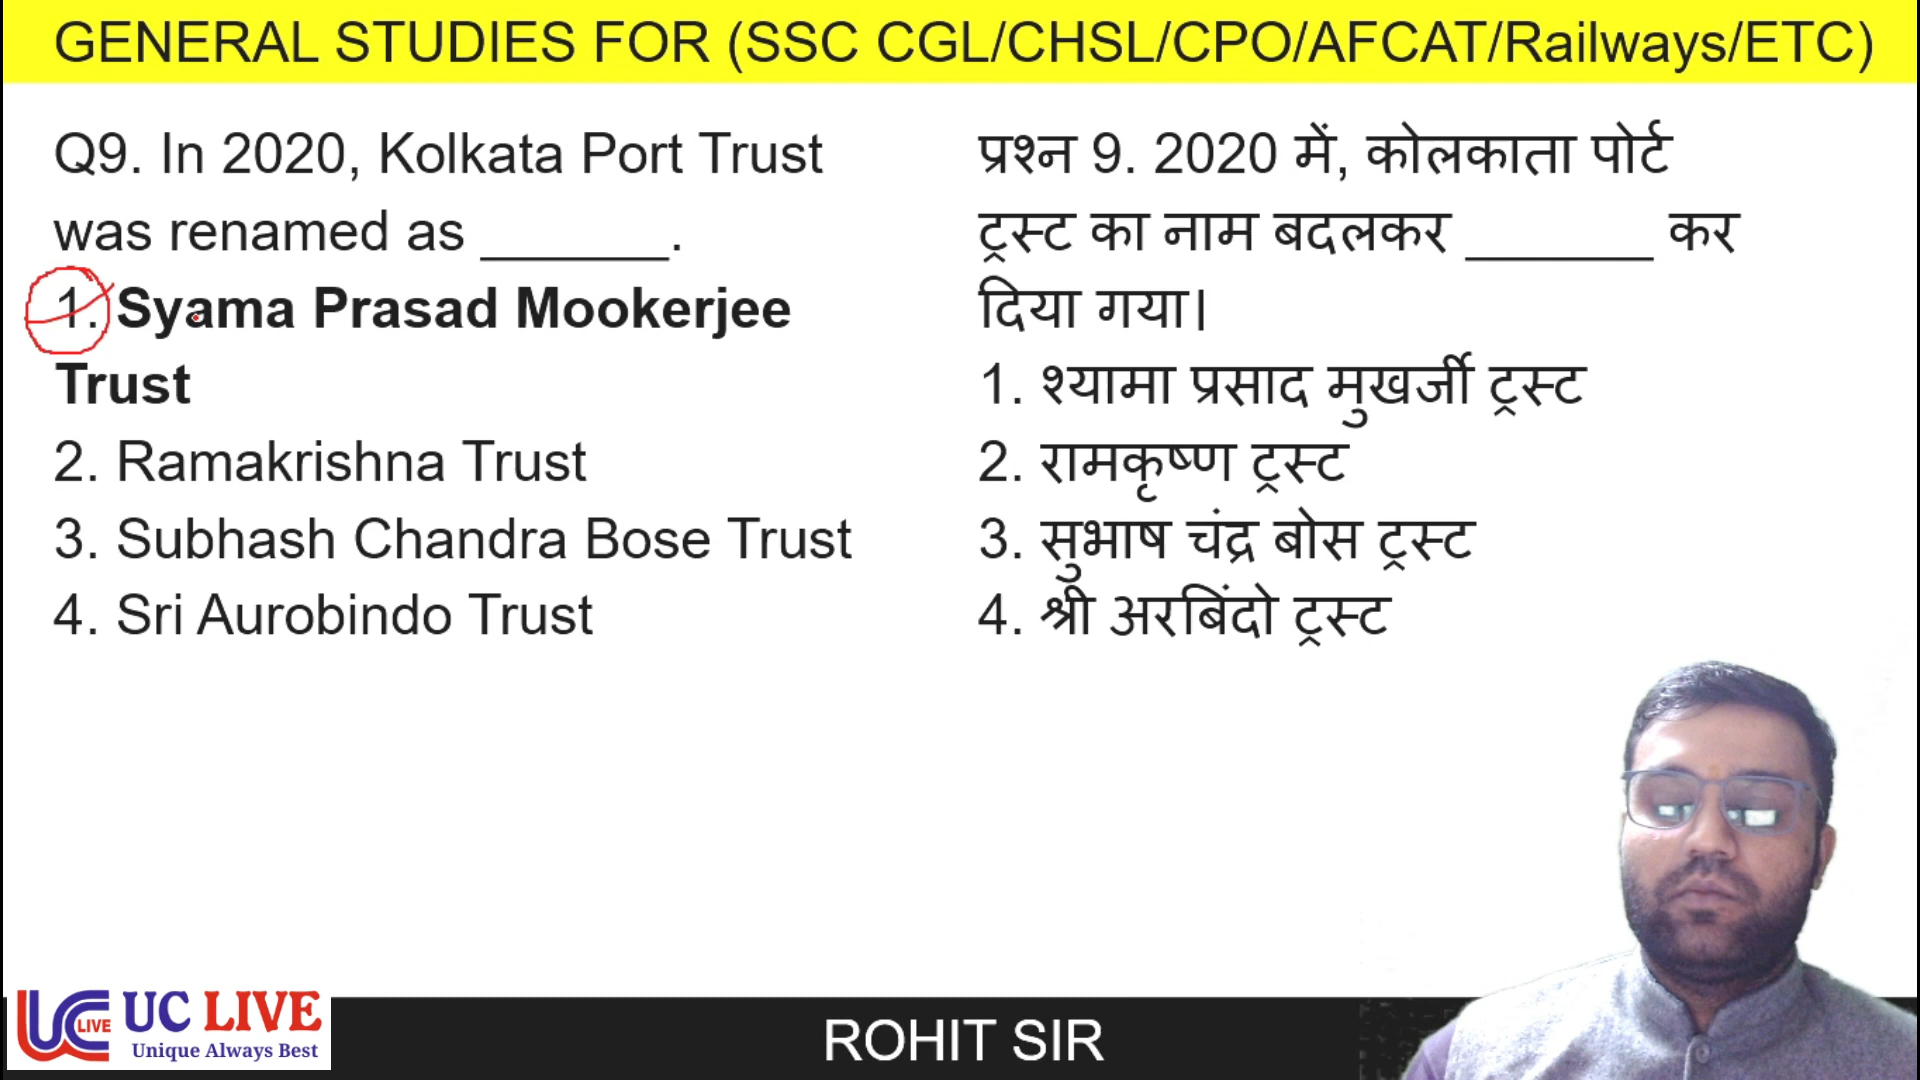 GENERAL STUDIES FOR (SSC CGL/CHSL/CPO/AFCAT/Railways/ETC)
Q9. In 2020, Kolkata Port Trust
was renamed as ______.
1. Syama Prasad Mookerjee
Trust
2. Ramakrishna Trust
3. Subhash Chandra Bose Trust
4. Sri Aurobindo Trust
प्रश्न 9. 2020 में, कोलकाता पोर्ट
ट्रस्ट का नाम बदलकर ______ कर
दिया गया।
1. श्यामा प्रसाद मुखर्जी ट्रस्ट
2. रामकृष्ण ट्रस्ट
3. सुभाष चंद्र बोस ट्रस्ट
4. श्री अरबिंदो ट्रस्ट
UC LIVE UC LIVE
Unique Always Best
ROHIT SIR